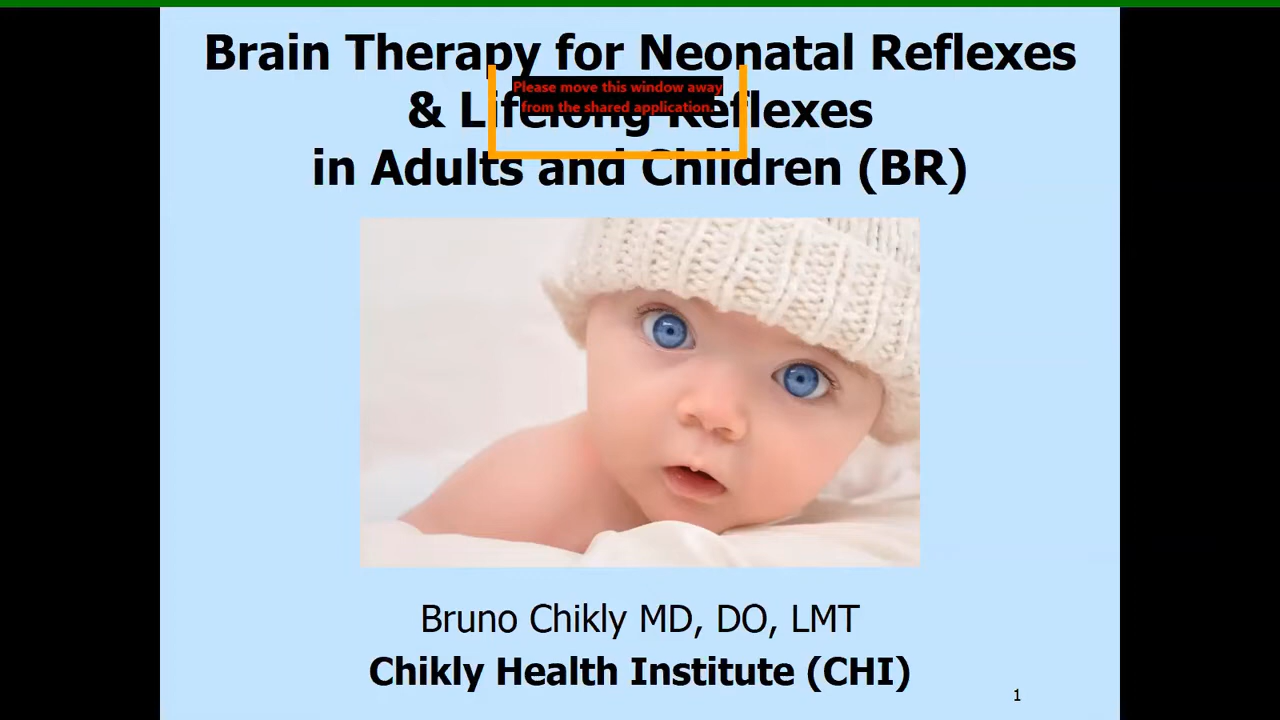 Brain Therapy for Neonatal Reflexes
& Lifelong Reflexes
in Adults and Children (BR)
Please move this window away
from the shared application.
Bruno Chikly MD, DO, LMT
Chikly Health Institute (CHI)
1